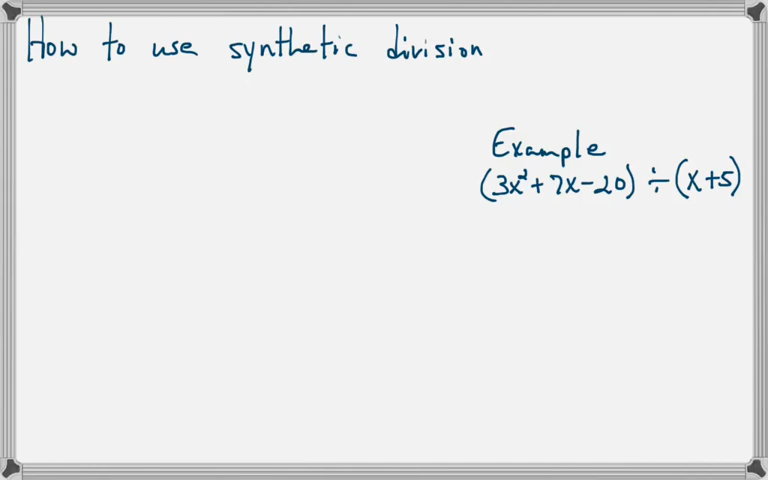 How to use synthetic division
Example
(3x²+7x-20) ÷ (x+5)